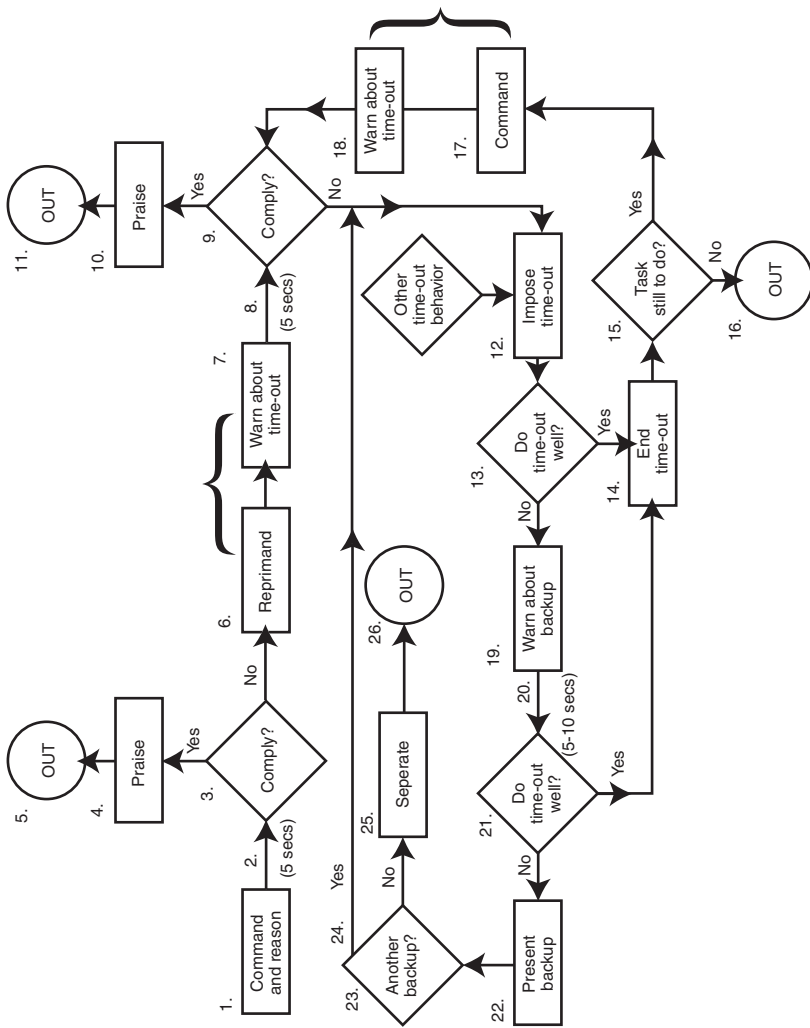 1.
Command
and reason
2.
(5 secs)
3.
Comply?
Yes
4.
Praise
5.
OUT
No
6.
Reprimand
7.
Warn about
time-out
8.
(5 secs)
9.
Comply?
Yes
10.
Praise
11.
OUT
No
Other
time-out
behavior
12.
Impose
time-out
13.
Do
time-out
well?
Yes
14.
End
time-out
15.
Task
still to do?
No
16.
OUT
Yes
17.
Command
18.
Warn about
time-out
No
19.
Warn about
backup
20.
(5-10 secs)
21.
Do
time-out
well?
Yes
No
22.
Present
backup
23.
Another
backup?
24.
Yes
No
25.
Seperate
26.
OUT